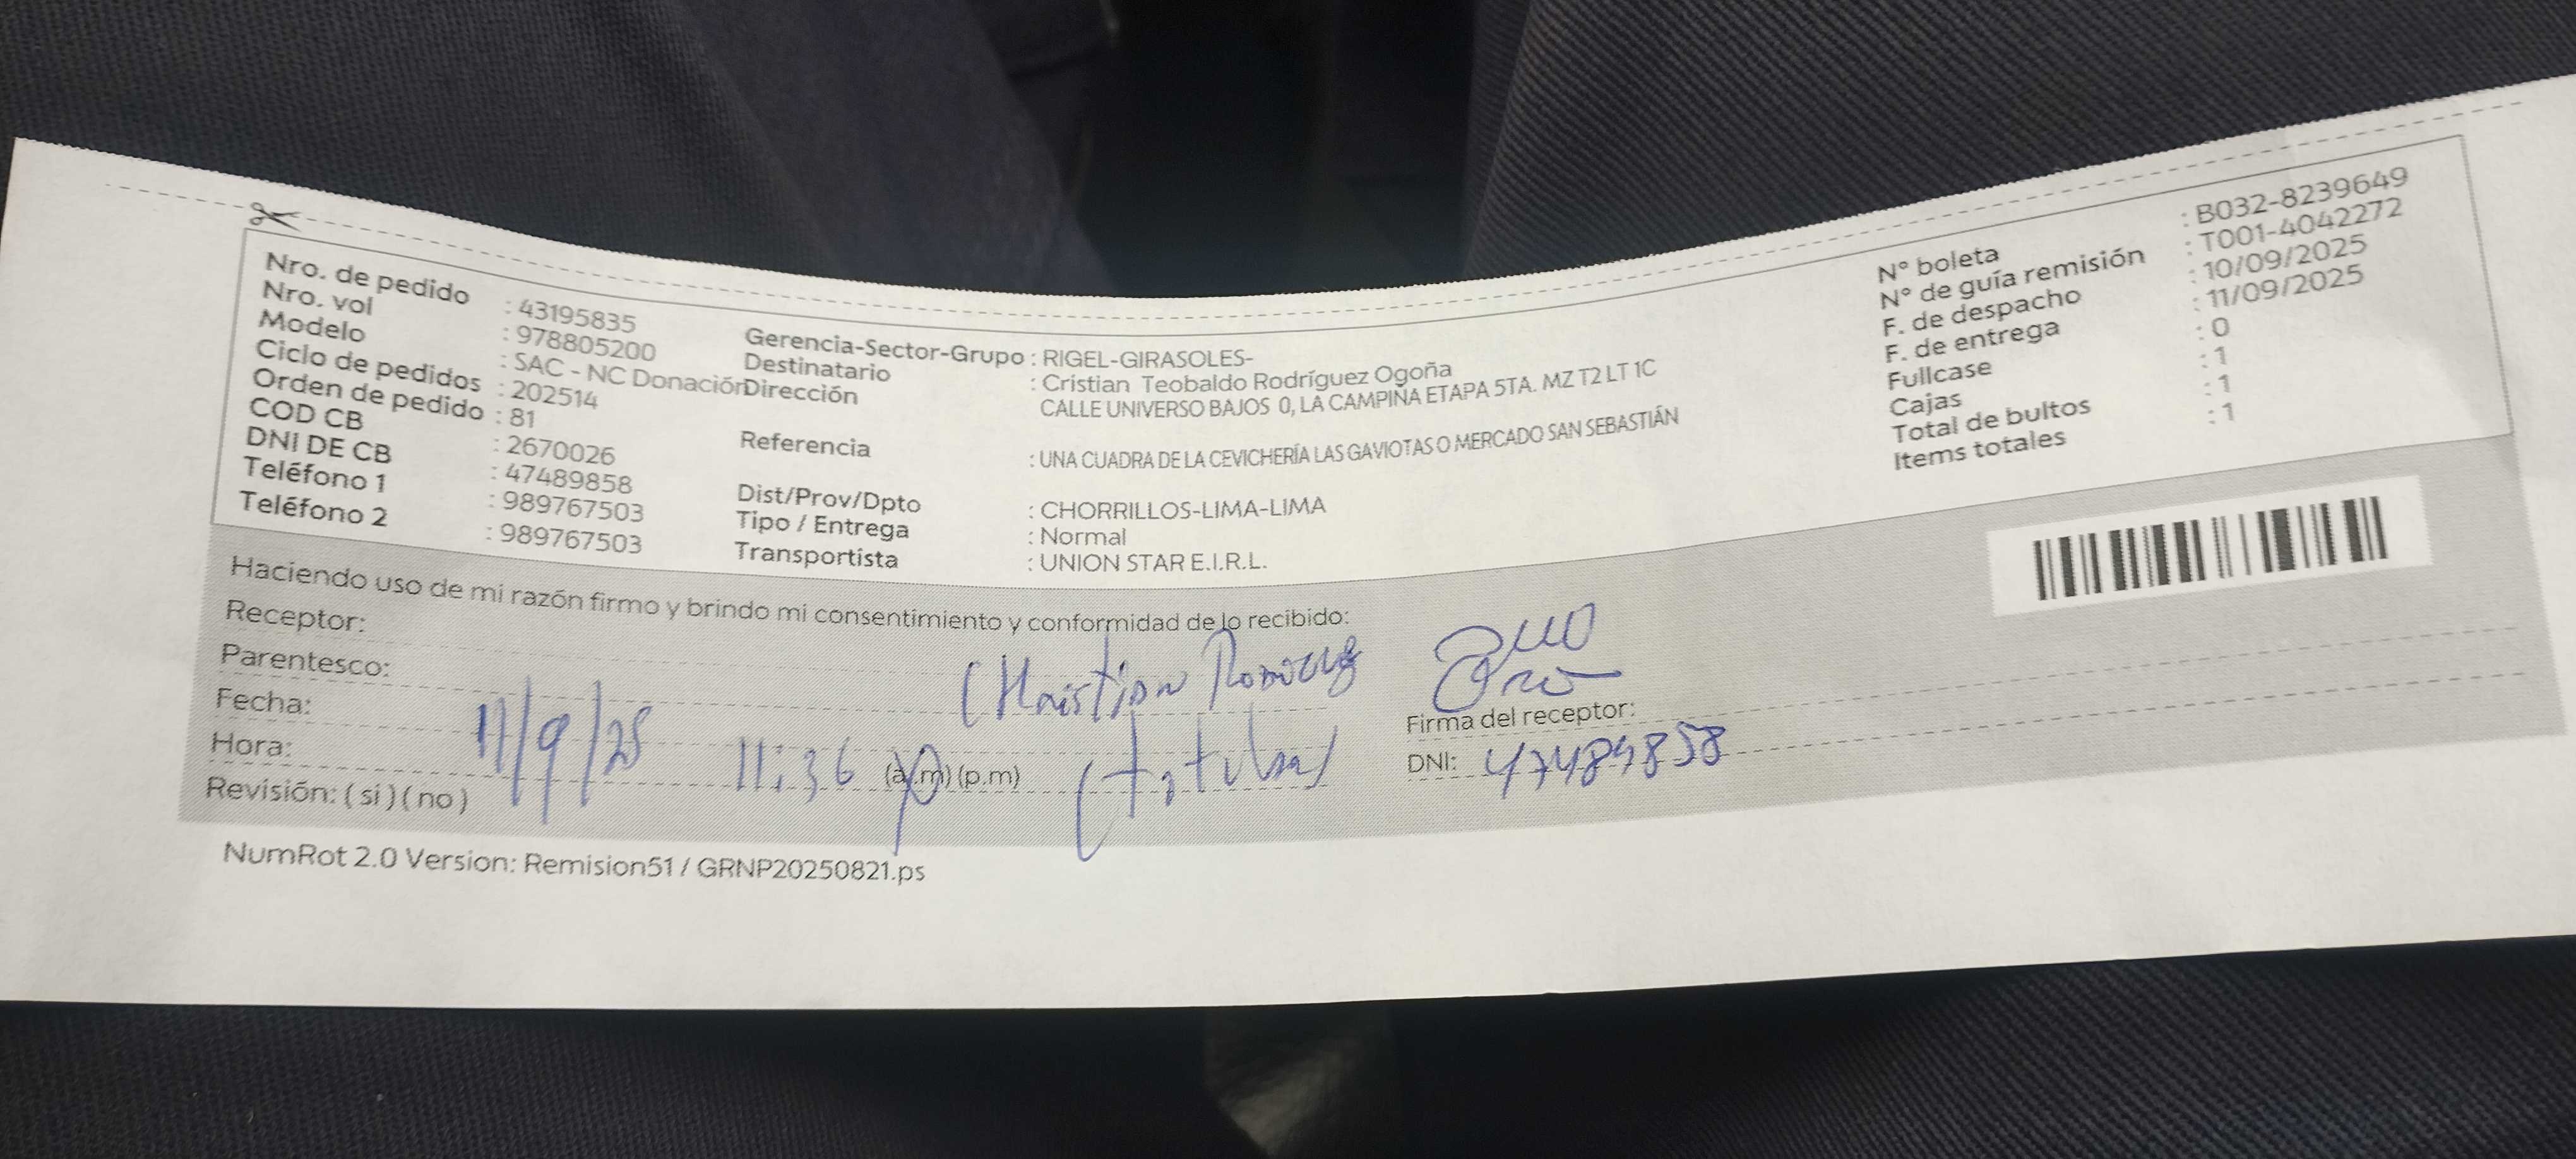 Nro. de pedido : 43195835
Nro. vol : 978805200
Modelo : SAC - NC Donación
Ciclo de pedidos : 202514
Orden de pedido : 81
COD CB : 2670026
DNI DE CB : 47489858
Teléfono 1 : 989767503
Teléfono 2 : 989767503
Gerencia-Sector-Grupo : RIGEL-GIRASOLES-
Destinatario : Cristian Teobaldo Rodríguez Ogoña
Dirección CALLE UNIVERSO BAJOS 0, LA CAMPIÑA ETAPA 5TA. MZ T2 LT 1C
Referencia : UNA CUADRA DE LA CEVICHERÍA LAS GAVIOTAS O MERCADO SAN SEBASTIÁN
Dist/Prov/Dpto : CHORRILLOS-LIMA-LIMA
Tipo / Entrega : Normal
Transportista : UNION STAR E.I.R.L.
N° boleta : B032-8239649
N° de guía remisión : T001-4042272
F. de despacho : 10/09/2025
F. de entrega : 11/09/2025
Fullcase : 0
Cajas : 1
Total de bultos : 1
Items totales : 1
Haciendo uso de mi razón firmo y brindo mi consentimiento y conformidad de lo recibido:
Receptor:
Parentesco: Christian
Fecha: 11/9/25
Hora: 11:36 (a.m) (p.m) (titular)
Revisión: ( si ) ( no )
Firma del receptor:
DNI: 47489858
NumRot 2.0 Version: Remision51 / GRNP20250821.ps